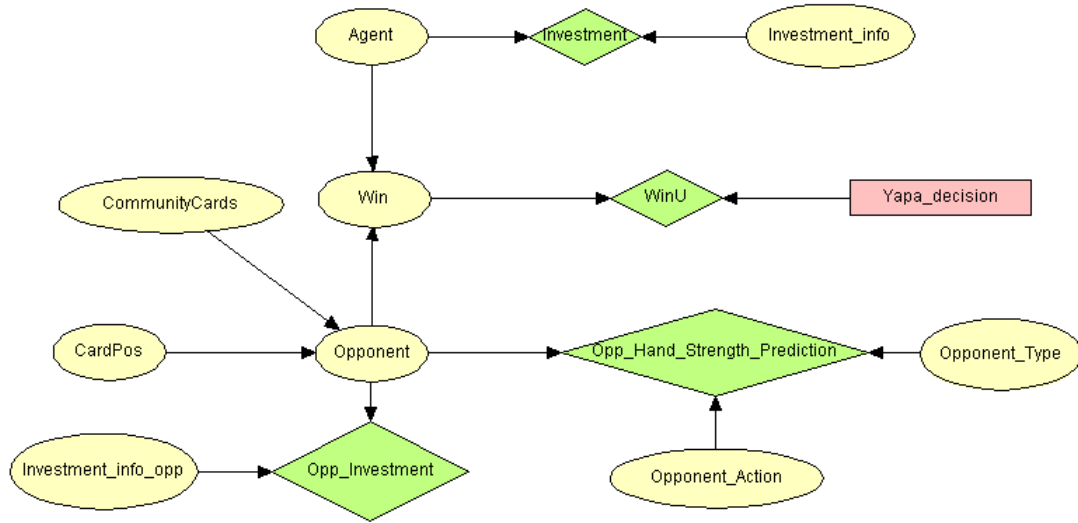 Agent
Investment
Investment_info
CommunityCards
Win
WinU
Yapa_decision
CardPos
Opponent
Opp_Hand_Strength_Prediction
Opponent_Type
Investment_info_opp
Opp_Investment
Opponent_Action